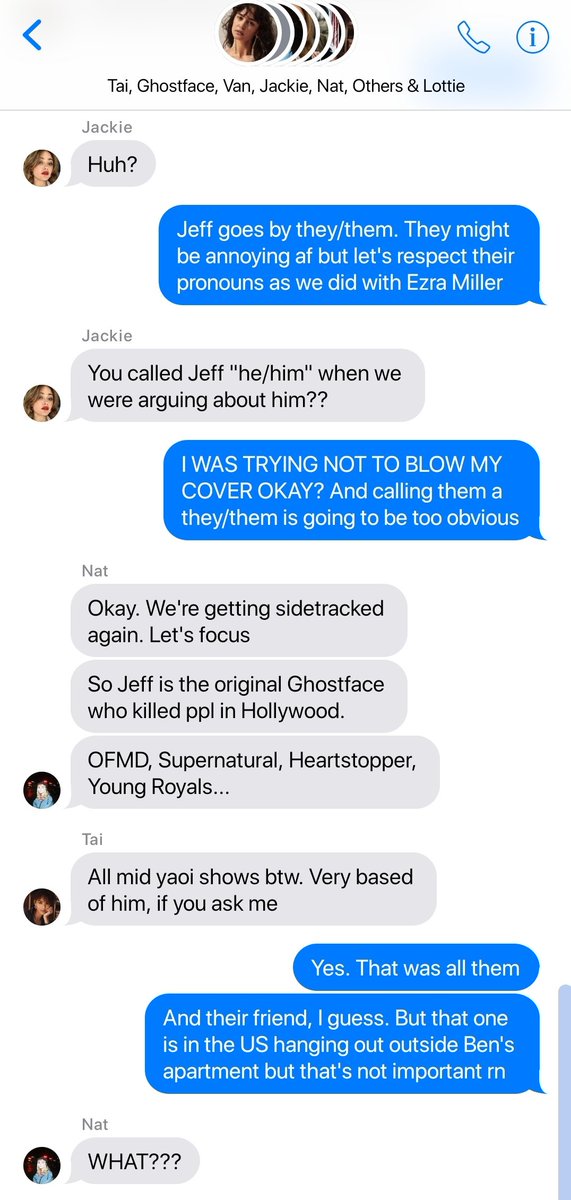 Tai, Ghostface, Van, Jackie, Nat, Others & Lottie
Jackie
Huh?
Jeff goes by they/them. They might
be annoying af but let's respect their
pronouns as we did with Ezra Miller
Jackie
You called Jeff "he/him" when we
were arguing about him??
I WAS TRYING NOT TO BLOW MY
COVER OKAY? And calling them a
they/them is going to be too obvious
Nat
Okay. We're getting sidetracked
again. Let's focus
So Jeff is the original Ghostface
who killed ppl in Hollywood.
OFMD, Supernatural, Heartstopper,
Young Royals...
Tai
All mid yaoi shows btw. Very based
of him, if you ask me
Yes. That was all them
And their friend, I guess. But that one
is in the US hanging out outside Ben's
apartment but that's not important rn
Nat
WHAT???